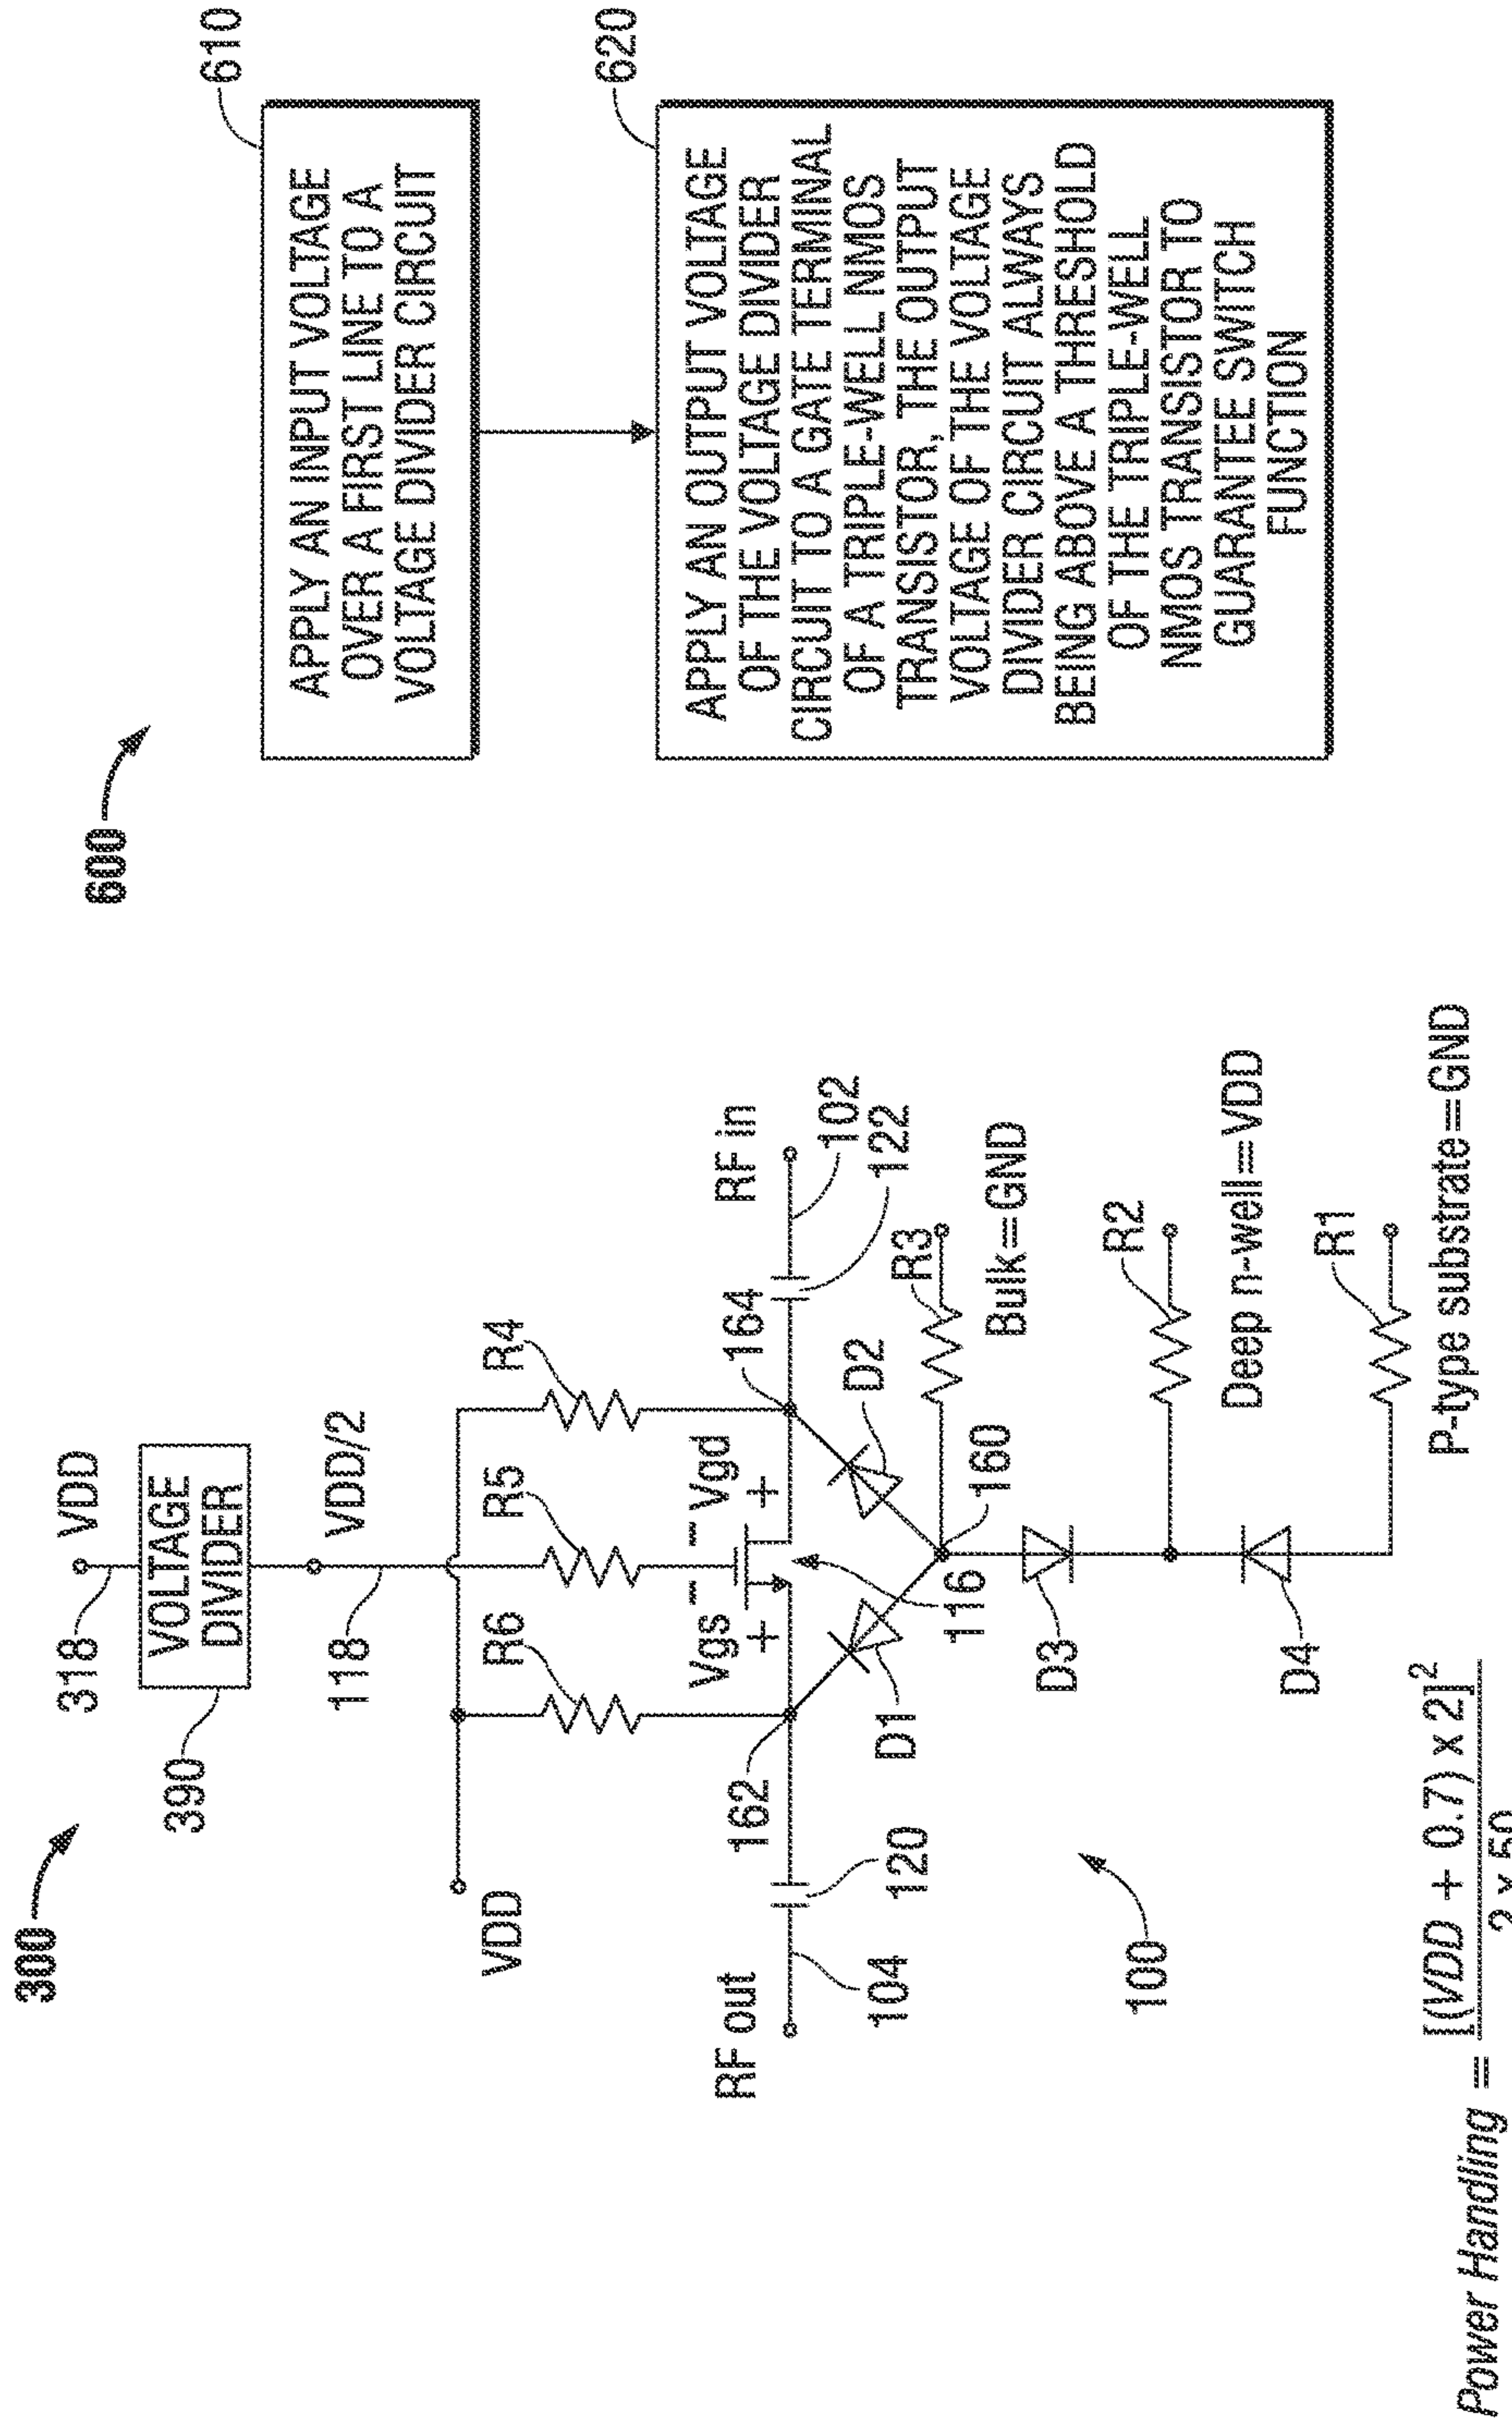 300
318
VDD
VOLTAGE
DIVIDER
390
118
VDD/2
VDD
R6
R5
R4
Vgs
−
−
Vgd
+
+
162
164
RF out
RF in
104
120
102
122
D1
D2
116
160
R3
Bulk=GND
D3
R2
Deep n-well=VDD
D4
R1
P-type substrate=GND
100
Power Handling = [(VDD + 0.7) x 2]²
2 x 50
600
610
APPLY AN INPUT VOLTAGE
OVER A FIRST LINE TO A
VOLTAGE DIVIDER CIRCUIT
620
APPLY AN OUTPUT VOLTAGE
OF THE VOLTAGE DIVIDER
CIRCUIT TO A GATE TERMINAL
OF A TRIPLE-WELL NMOS
TRANSISTOR, THE OUTPUT
VOLTAGE OF THE VOLTAGE
DIVIDER CIRCUIT ALWAYS
BEING ABOVE A THRESHOLD
OF THE TRIPLE-WELL
NMOS TRANSISTOR TO
GUARANTEE SWITCH
FUNCTION